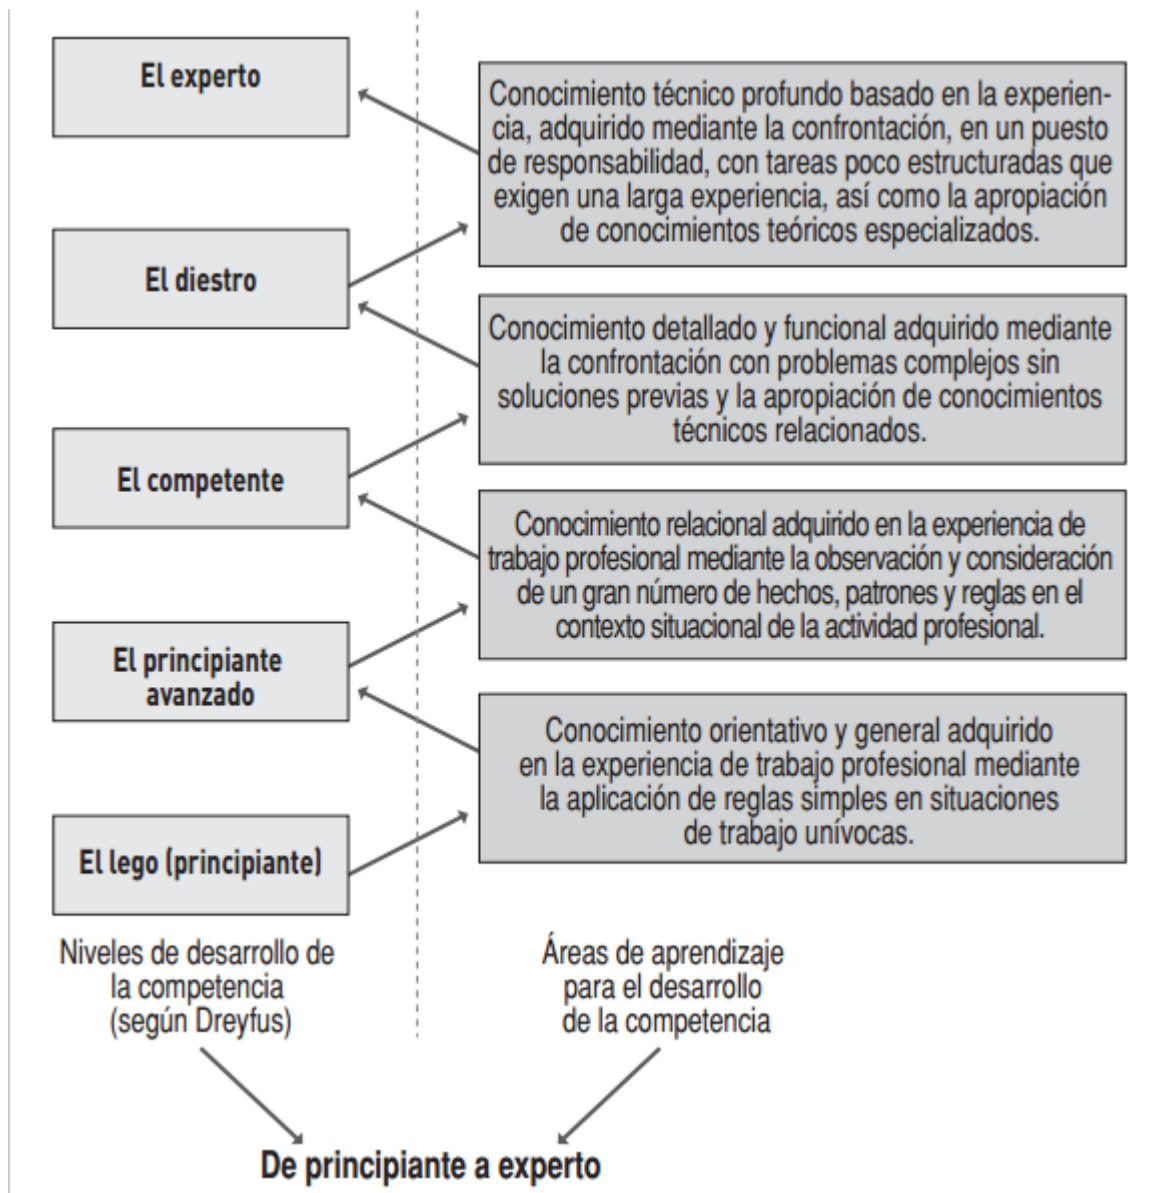 El experto
Conocimiento técnico profundo basado en la experien-
cia, adquirido mediante la confrontación, en un puesto
de responsabilidad, con tareas poco estructuradas que
exigen una larga experiencia, así como la apropiación
de conocimientos teóricos especializados.
El diestro
Conocimiento detallado y funcional adquirido mediante
la confrontación con problemas complejos sin
soluciones previas y la apropiación de conocimientos
técnicos relacionados.
El competente
Conocimiento relacional adquirido en la experiencia de
trabajo profesional mediante la observación y consideración
de un gran número de hechos, patrones y reglas en el
contexto situacional de la actividad profesional.
El principiante
avanzado
Conocimiento orientativo y general adquirido
en la experiencia de trabajo profesional mediante
la aplicación de reglas simples en situaciones
de trabajo unívocas.
El lego (principiante)
Niveles de desarrollo de
la competencia
(según Dreyfus)
Áreas de aprendizaje
para el desarrollo
de la competencia
De principiante a experto